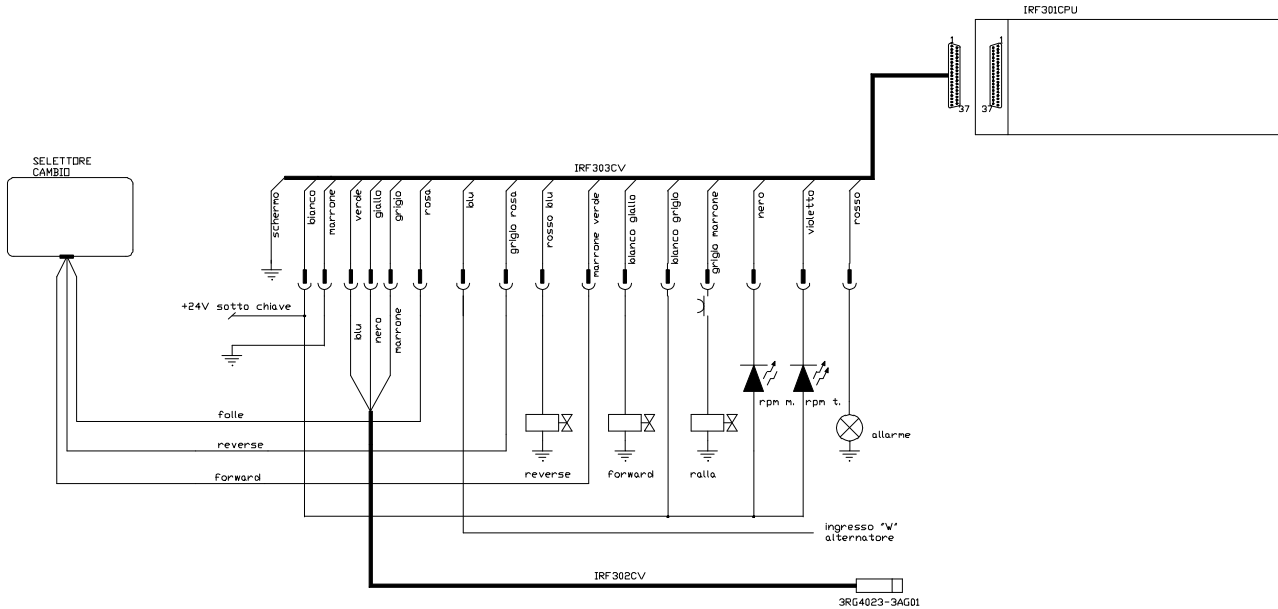 IRF301CPU
1
1
37
37
SELETTORE
CAMBIO
IRF303CV
schermo
bianco
marrone
verde
giallo
grigio
rosa
blu
grigio rosa
rosso blu
marrone verde
bianco giallo
bianco grigio
grigio marrone
nero
violetto
rosso
+24V sotto chiave
blu
nero
marrone
rpm m.
rpm t.
folle
allarme
reverse
reverse
forward
ralla
forward
ingresso "W"
alternatore
IRF302CV
3RG4023-3AG01